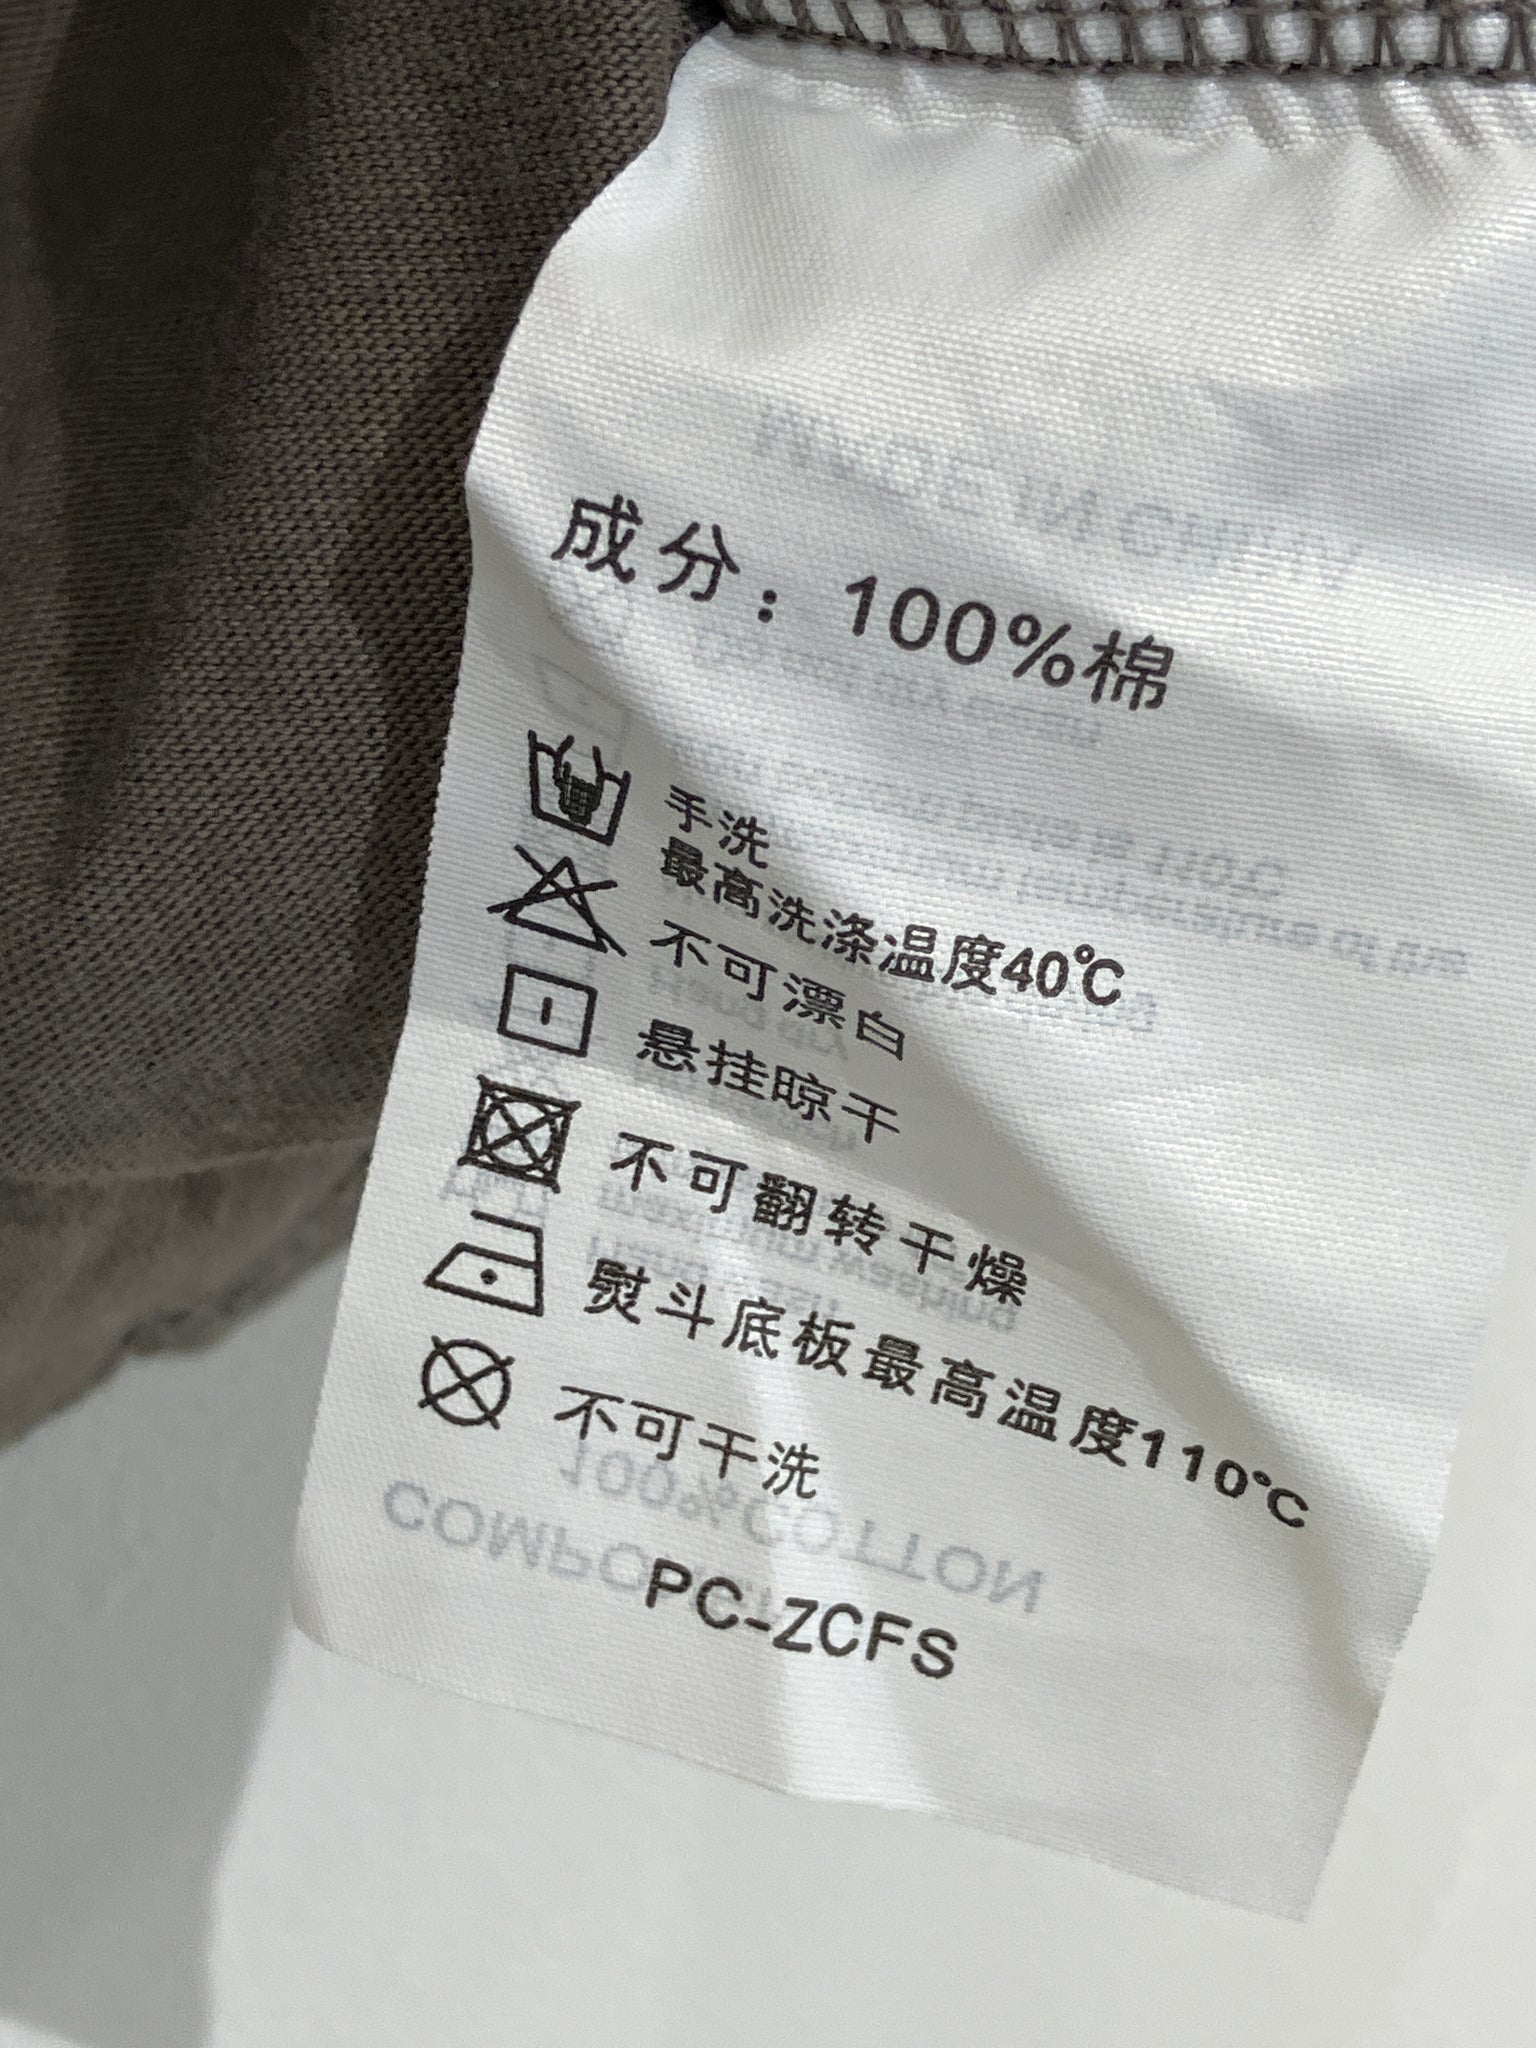 成分：100%棉
手洗
最高洗涤温度40℃
不可漂白
悬挂晾干
不可翻转干燥
熨斗底板最高温度110℃
不可干洗
100%COTTON
PC-ZCFS